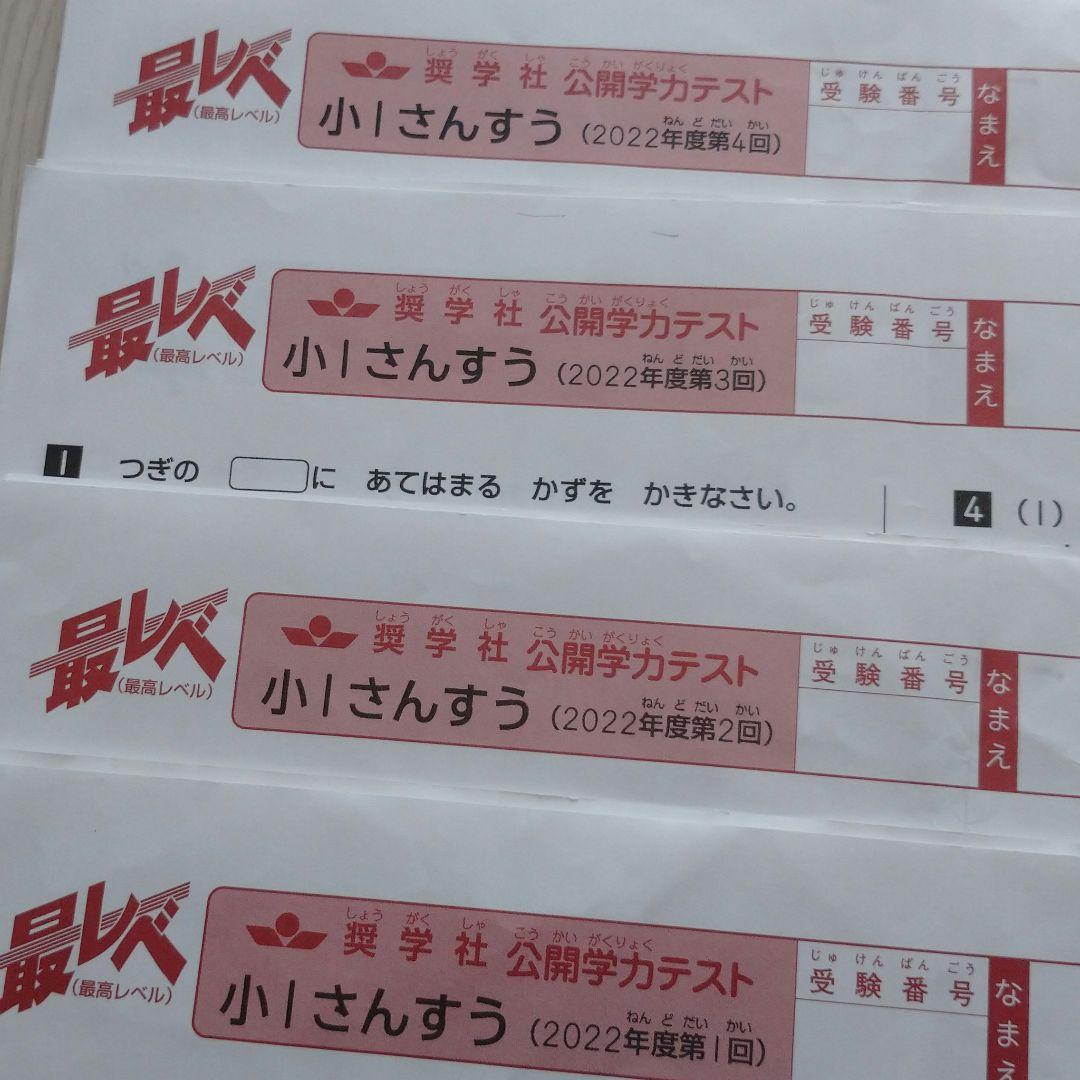 最レベ
(最高レベル)
しょう がく しゃ こう かい がくりょく
奨学社 公開学力テスト
ねん ど だい かい
小1さんすう (2022年度第4回)
じゅ けん ばん ごう
受験番号
なまえ
最レベ
(最高レベル)
しょう がく しゃ こう かい がくりょく
奨学社 公開学力テスト
ねん ど だい かい
小1さんすう (2022年度第3回)
じゅ けん ばん ごう
受験番号
なまえ
1 つぎの に あてはまる かずを かきなさい。
4 (1)
最レベ
(最高レベル)
しょう がく しゃ こう かい がくりょく
奨学社 公開学力テスト
ねん ど だい かい
小1さんすう (2022年度第2回)
じゅ けん ばん ごう
受験番号
なまえ
最レベ
(最高レベル)
しょう がく しゃ こう かい がくりょく
奨学社 公開学力テスト
ねん ど だい かい
小1さんすう (2022年度第1回)
じゅ けん ばん ごう
受験番号
なまえ